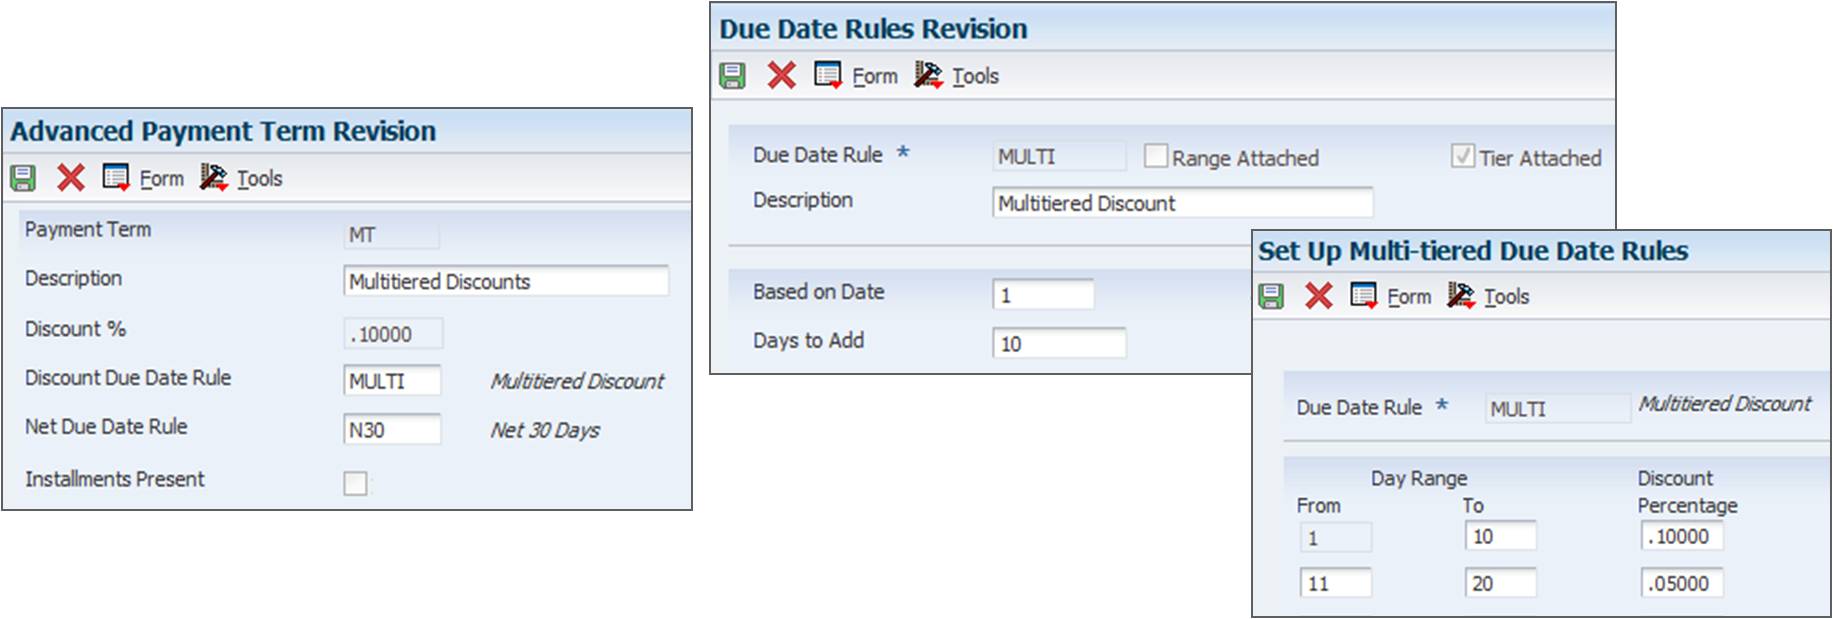 Advanced Payment Term Revision
Form Tools
Payment Term MT
Description Multitiered Discounts
Discount % .10000
Discount Due Date Rule MULTI Multitiered Discount
Net Due Date Rule N30 Net 30 Days
Installments Present
Due Date Rules Revision
Form Tools
Due Date Rule * MULTI Range Attached Tier Attached
Description Multitiered Discount
Based on Date 1
Days to Add 10
Set Up Multi-tiered Due Date Rules
Form Tools
Due Date Rule * MULTI Multitiered Discount
Day Range Discount
From To Percentage
1 10 .10000
11 20 .05000